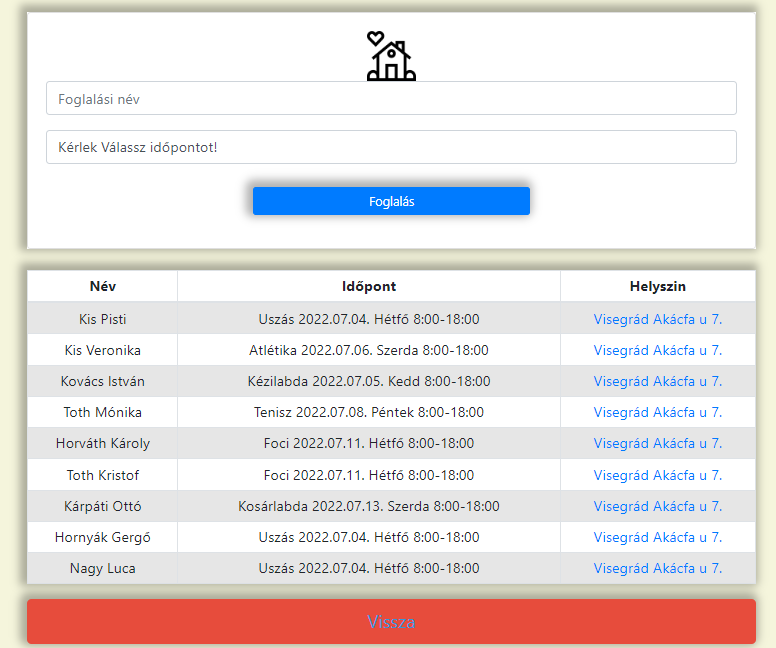 Foglalási név
Kérlek Válassz időpontot!
Foglalás
Név Időpont Helyszin
Kis Pisti Uszás 2022.07.04. Hétfő 8:00-18:00 Visegrád Akácfa u 7.
Kis Veronika Atlétika 2022.07.06. Szerda 8:00-18:00 Visegrád Akácfa u 7.
Kovács István Kézilabda 2022.07.05. Kedd 8:00-18:00 Visegrád Akácfa u 7.
Toth Mónika Tenisz 2022.07.08. Péntek 8:00-18:00 Visegrád Akácfa u 7.
Horváth Károly Foci 2022.07.11. Hétfő 8:00-18:00 Visegrád Akácfa u 7.
Toth Kristof Foci 2022.07.11. Hétfő 8:00-18:00 Visegrád Akácfa u 7.
Kárpáti Ottó Kosárlabda 2022.07.13. Szerda 8:00-18:00 Visegrád Akácfa u 7.
Hornyák Gergő Uszás 2022.07.04. Hétfő 8:00-18:00 Visegrád Akácfa u 7.
Nagy Luca Uszás 2022.07.04. Hétfő 8:00-18:00 Visegrád Akácfa u 7.
Vissza